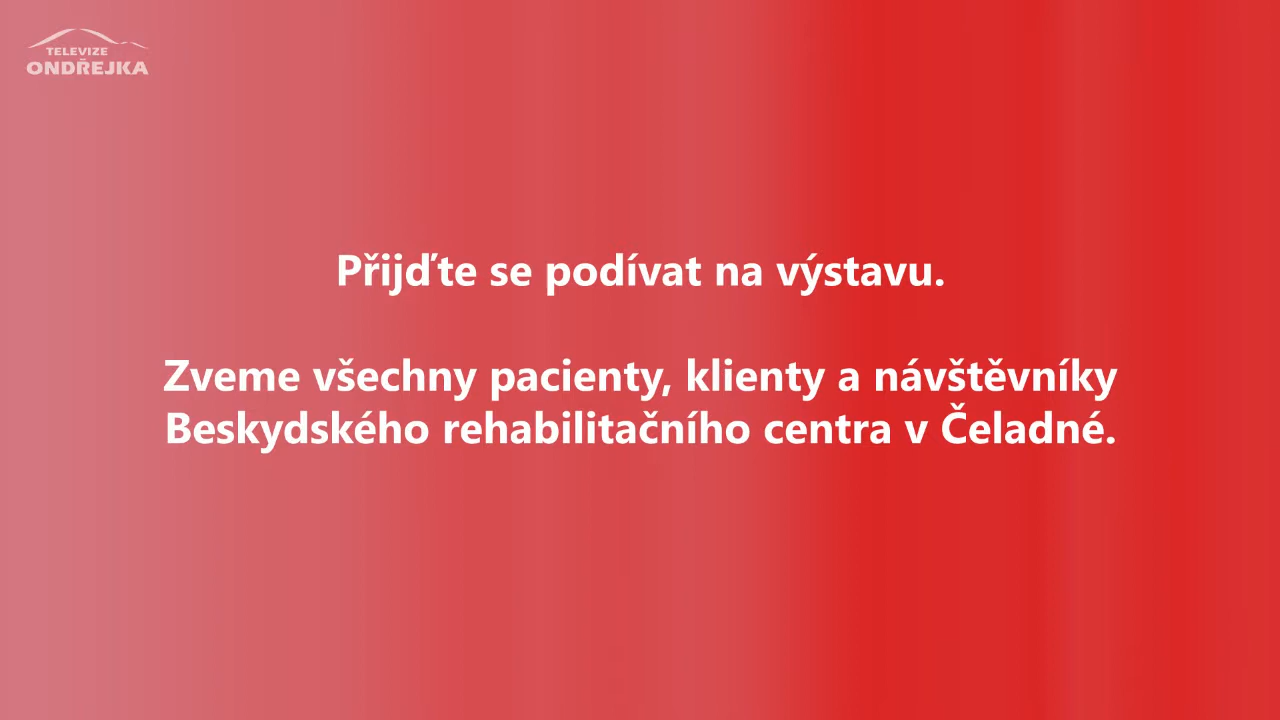 TELEVIZE
ONDŘEJKA
Přijďte se podívat na výstavu.
Zveme všechny pacienty, klienty a návštěvníky
Beskydského rehabilitačního centra v Čeladné.